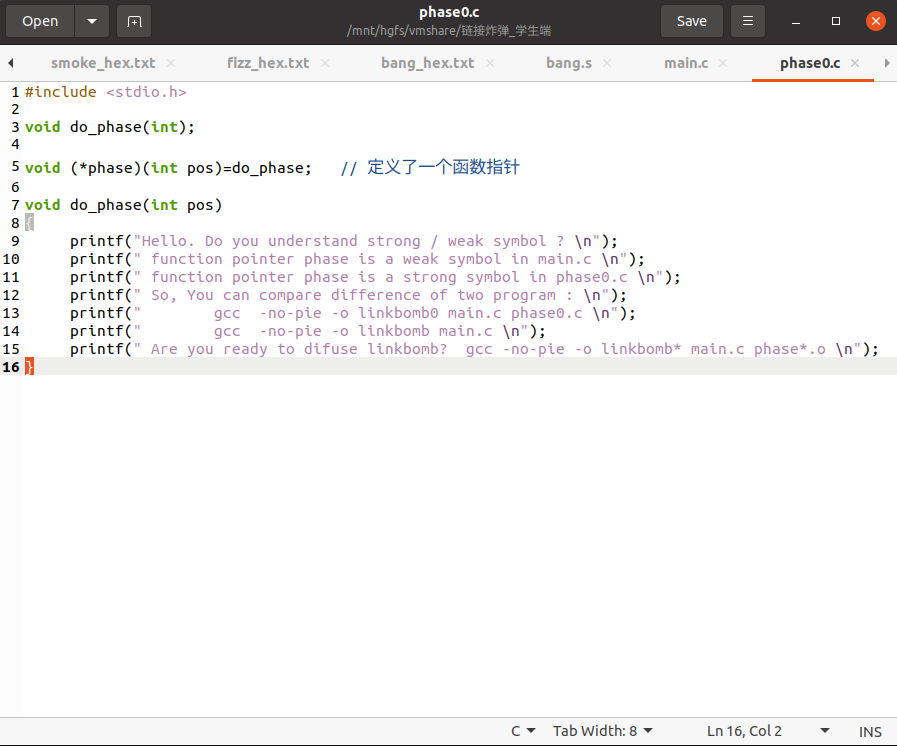 Open
phase0.c
/mnt/hgfs/vmshare/链接炸弹_学生端
Save
smoke_hex.txt
fizz_hex.txt
bang_hex.txt
bang.s
main.c
phase0.c
1 #include <stdio.h>
2
3 void do_phase(int);
4
5 void (*phase)(int pos)=do_phase;   // 定义了一个函数指针
6
7 void do_phase(int pos)
8 {
9      printf("Hello. Do you understand strong / weak symbol ? \n");
10      printf(" function pointer phase is a weak symbol in main.c \n");
11      printf(" function pointer phase is a strong symbol in phase0.c \n");
12      printf(" So, You can compare difference of two program : \n");
13      printf("        gcc  -no-pie -o linkbomb0 main.c phase0.c \n");
14      printf("        gcc  -no-pie -o linkbomb main.c \n");
15      printf(" Are you ready to difuse linkbomb?  gcc -no-pie -o linkbomb* main.c phase*.o \n");
16 }
C
Tab Width: 8
Ln 16, Col 2
INS